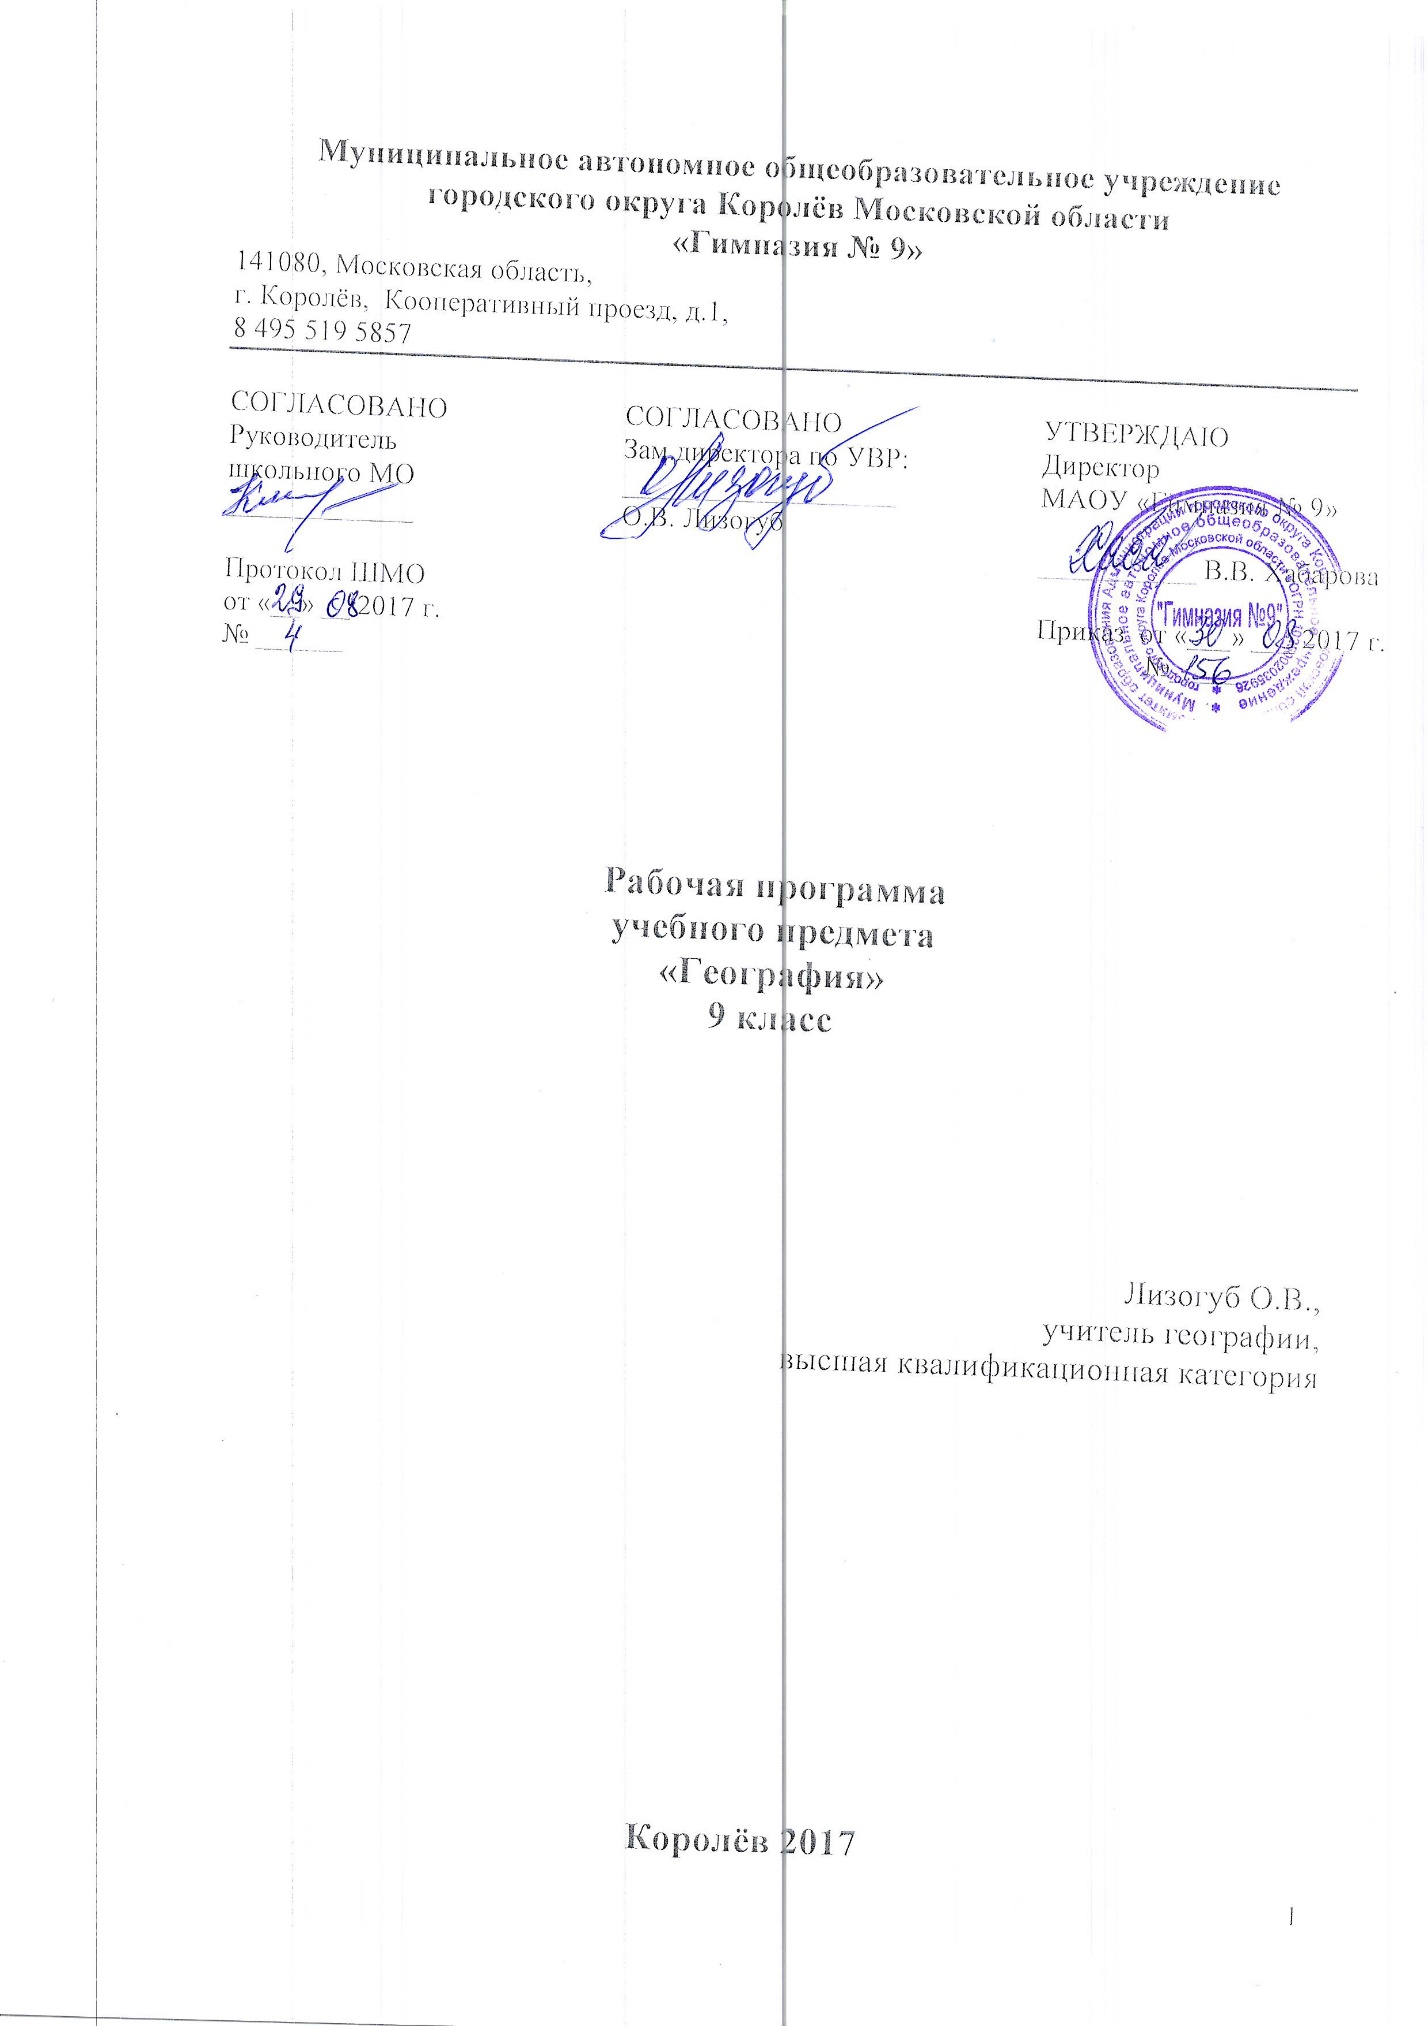 Муниципальное автономное общеобразовательное учреждение
городского округа Королёв Московской области
«Гимназия № 9»
141080, Московская область,
г. Королёв, Кооперативный проезд, д.1,
8 495 519 5857
СОГЛАСОВАНО
Руководитель
школьного МО
Протокол ШМО
от «29» 08 2017 г.
№ 4
СОГЛАСОВАНО
Зам.директора по УВР:
О.В. Лизогуб
УТВЕРЖДАЮ
Директор
МАОУ «Гимназия № 9»
В.В. Хабарова
"Гимназия №9"
Приказ от «30» 08 2017 г.
№ 156
Рабочая программа
учебного предмета
«География»
9 класс
Лизогуб О.В.,
учитель географии,
высшая квалификационная категория
Королёв 2017
1